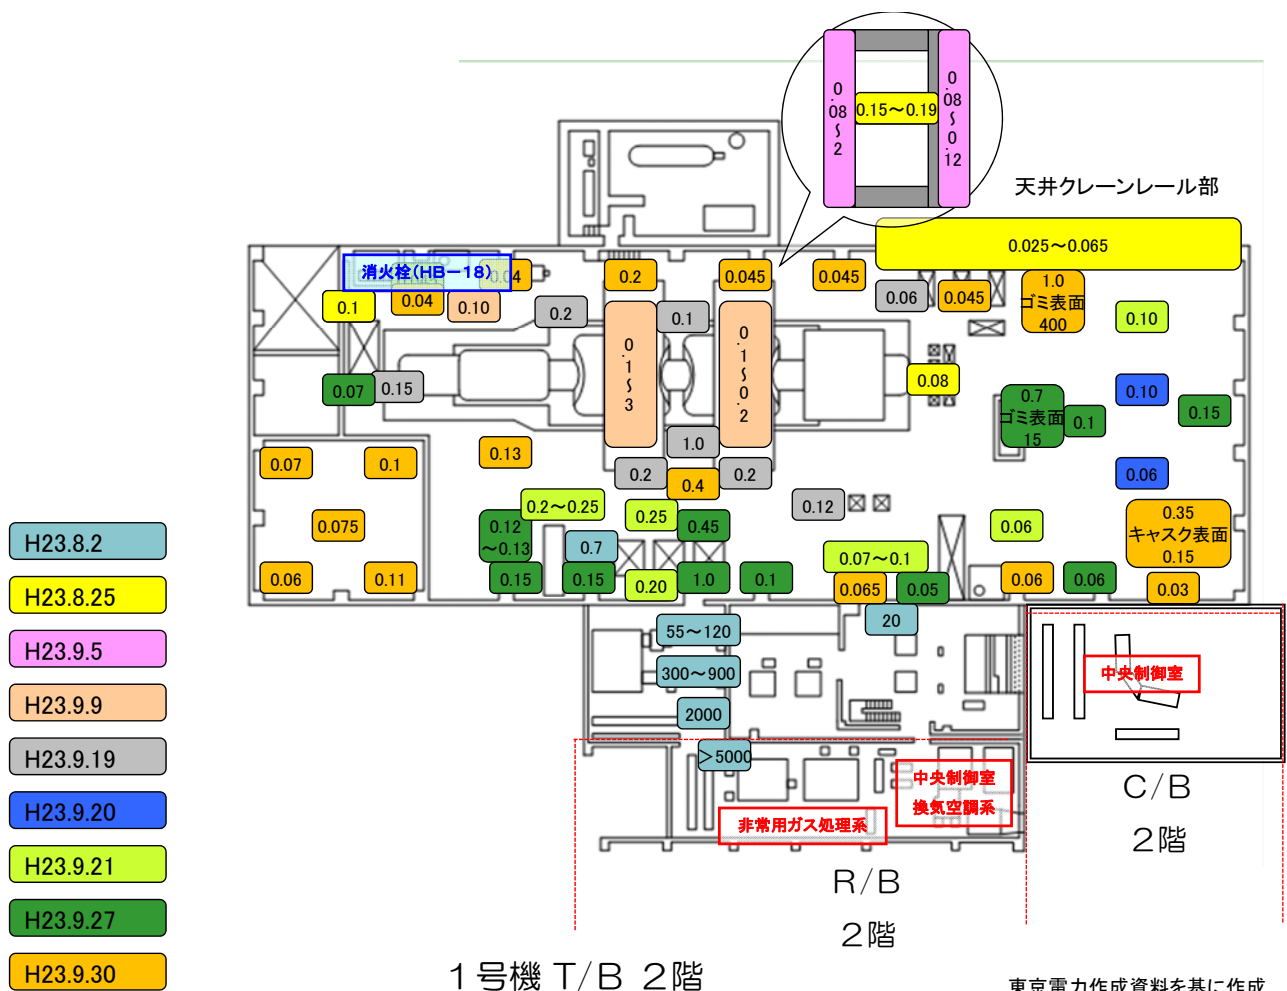 0.08～2
0.15～0.19
0.08～0.12
天井クレーンレール部
0.025～0.065
消火栓(HB－18)
0.04
0.2
0.045
0.045
0.04
0.10
0.1
0.2
0.1
0.06
0.045
1.0
ゴミ表面
400
0.10
0.1～3
0.1～0.2
0.07
0.15
0.08
0.10
0.7
ゴミ表面
15
0.1
0.15
1.0
0.07
0.1
0.13
0.2
0.4
0.2
0.06
0.2～0.25
0.12
0.075
0.12
～0.13
0.25
0.45
0.06
0.35
キャスク表面
0.15
0.7
0.07～0.1
0.06
0.11
0.15
0.15
0.20
1.0
0.1
0.065
0.05
0.06
0.06
0.03
55～120
20
300～900
2000
＞5000
中央制御室
中央制御室
換気空調系
非常用ガス処理系
C/B
2階
R/B
2階
H23.8.2
H23.8.25
H23.9.5
H23.9.9
H23.9.19
H23.9.20
H23.9.21
H23.9.27
H23.9.30
1号機 T/B 2階
東京電力作成資料を基に作成